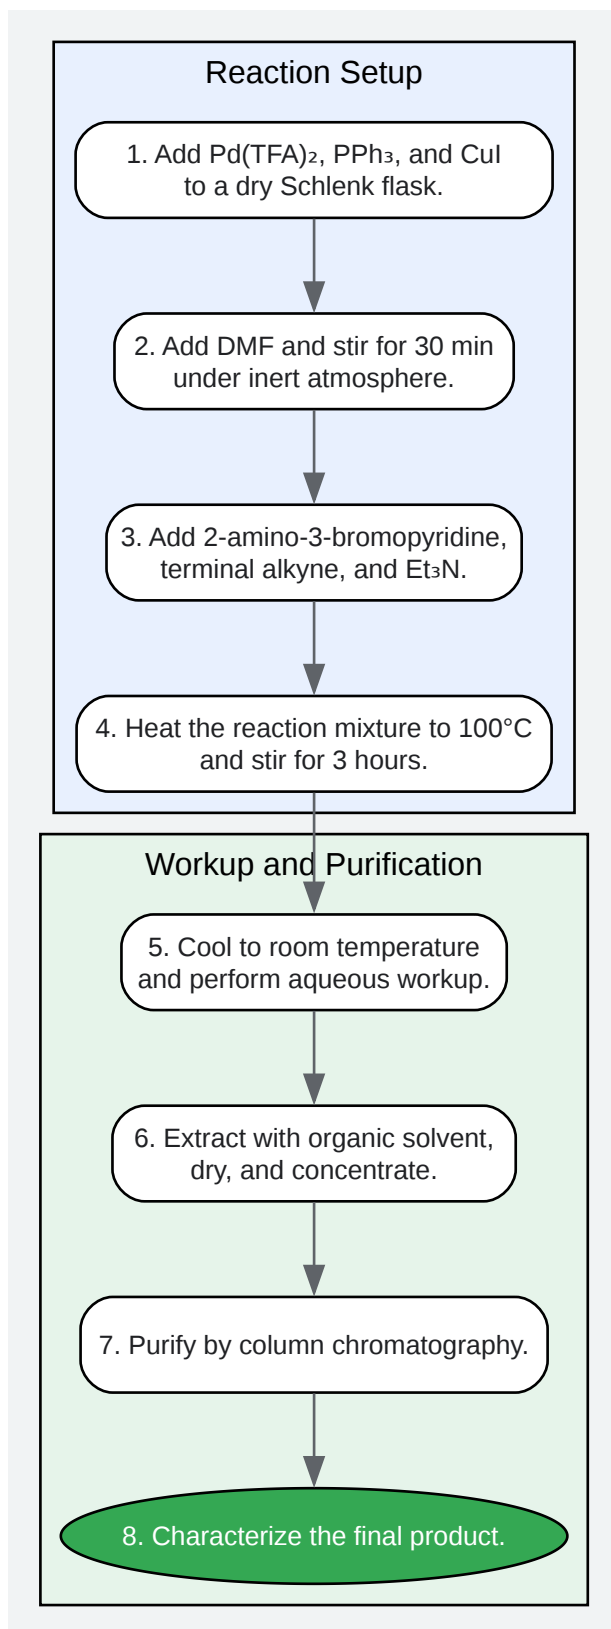 Reaction Setup
1. Add Pd(TFA)₂, PPh₃, and CuI
to a dry Schlenk flask.
2. Add DMF and stir for 30 min
under inert atmosphere.
3. Add 2-amino-3-bromopyridine,
terminal alkyne, and Et₃N.
4. Heat the reaction mixture to 100°C
and stir for 3 hours.
Workup and Purification
5. Cool to room temperature
and perform aqueous workup.
6. Extract with organic solvent,
dry, and concentrate.
7. Purify by column chromatography.
8. Characterize the final product.